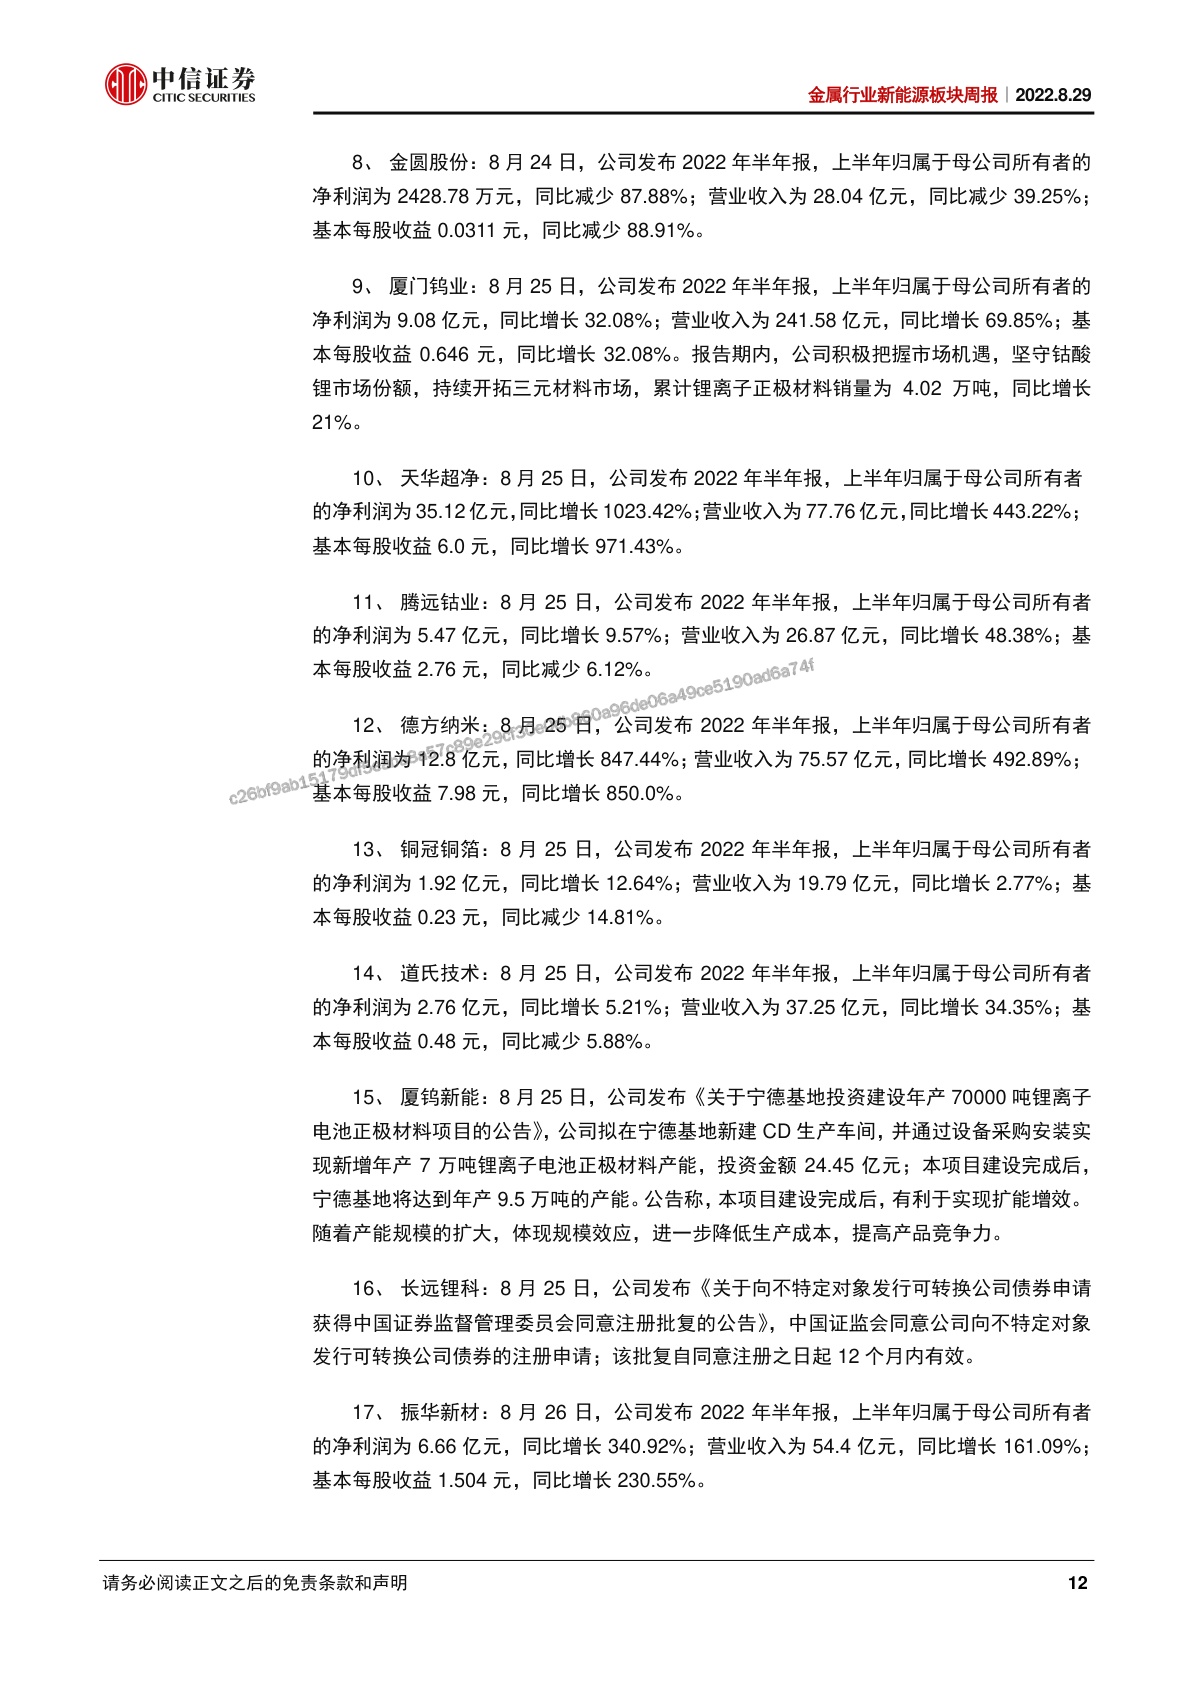 中信证券
CITIC SECURITIES
金属行业新能源板块周报｜2022.8.29
8、 金圆股份：8 月 24 日，公司发布 2022 年半年报，上半年归属于母公司所有者的
净利润为 2428.78 万元，同比减少 87.88%；营业收入为 28.04 亿元，同比减少 39.25%；
基本每股收益 0.0311 元，同比减少 88.91%。
9、 厦门钨业：8 月 25 日，公司发布 2022 年半年报，上半年归属于母公司所有者的
净利润为 9.08 亿元，同比增长 32.08%；营业收入为 241.58 亿元，同比增长 69.85%；基
本每股收益 0.646 元，同比增长 32.08%。报告期内，公司积极把握市场机遇，坚守钴酸
锂市场份额，持续开拓三元材料市场，累计锂离子正极材料销量为 4.02 万吨，同比增长
21%。
10、 天华超净：8 月 25 日，公司发布 2022 年半年报，上半年归属于母公司所有者
的净利润为 35.12 亿元，同比增长 1023.42%；营业收入为 77.76 亿元，同比增长 443.22%；
基本每股收益 6.0 元，同比增长 971.43%。
11、 腾远钴业：8 月 25 日，公司发布 2022 年半年报，上半年归属于母公司所有者
的净利润为 5.47 亿元，同比增长 9.57%；营业收入为 26.87 亿元，同比增长 48.38%；基
本每股收益 2.76 元，同比减少 6.12%。
12、 德方纳米：8 月 25 日，公司发布 2022 年半年报，上半年归属于母公司所有者
的净利润为 12.8 亿元，同比增长 847.44%；营业收入为 75.57 亿元，同比增长 492.89%；
基本每股收益 7.98 元，同比增长 850.0%。
13、 铜冠铜箔：8 月 25 日，公司发布 2022 年半年报，上半年归属于母公司所有者
的净利润为 1.92 亿元，同比增长 12.64%；营业收入为 19.79 亿元，同比增长 2.77%；基
本每股收益 0.23 元，同比减少 14.81%。
14、 道氏技术：8 月 25 日，公司发布 2022 年半年报，上半年归属于母公司所有者
的净利润为 2.76 亿元，同比增长 5.21%；营业收入为 37.25 亿元，同比增长 34.35%；基
本每股收益 0.48 元，同比减少 5.88%。
15、 厦钨新能：8 月 25 日，公司发布《关于宁德基地投资建设年产 70000 吨锂离子
电池正极材料项目的公告》，公司拟在宁德基地新建 CD 生产车间，并通过设备采购安装实
现新增年产 7 万吨锂离子电池正极材料产能，投资金额 24.45 亿元；本项目建设完成后，
宁德基地将达到年产 9.5 万吨的产能。公告称，本项目建设完成后，有利于实现扩能增效。
随着产能规模的扩大，体现规模效应，进一步降低生产成本，提高产品竞争力。
16、 长远锂科：8 月 25 日，公司发布《关于向不特定对象发行可转换公司债券申请
获得中国证券监督管理委员会同意注册批复的公告》，中国证监会同意公司向不特定对象
发行可转换公司债券的注册申请；该批复自同意注册之日起 12 个月内有效。
17、 振华新材：8 月 26 日，公司发布 2022 年半年报，上半年归属于母公司所有者
的净利润为 6.66 亿元，同比增长 340.92%；营业收入为 54.4 亿元，同比增长 161.09%；
基本每股收益 1.504 元，同比增长 230.55%。
请务必阅读正文之后的免责条款和声明
12